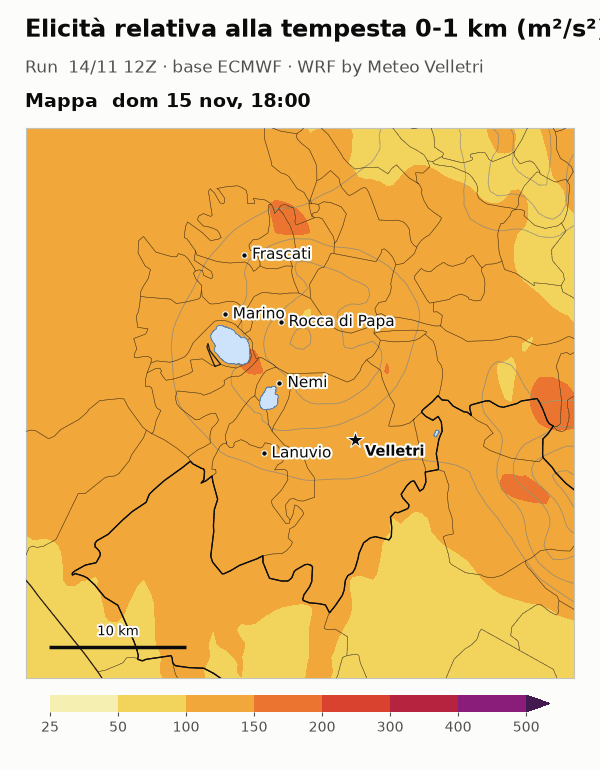 Elicità relativa alla tempesta 0-1 km (m²/s²)
Run 14/11 12Z · base ECMWF · WRF by Meteo Velletri
Mappa dom 15 nov, 18:00
Frascati
Marino
Rocca di Papa
Nemi
Velletri
Lanuvio
10 km
25 50 100 150 200 300 400 500